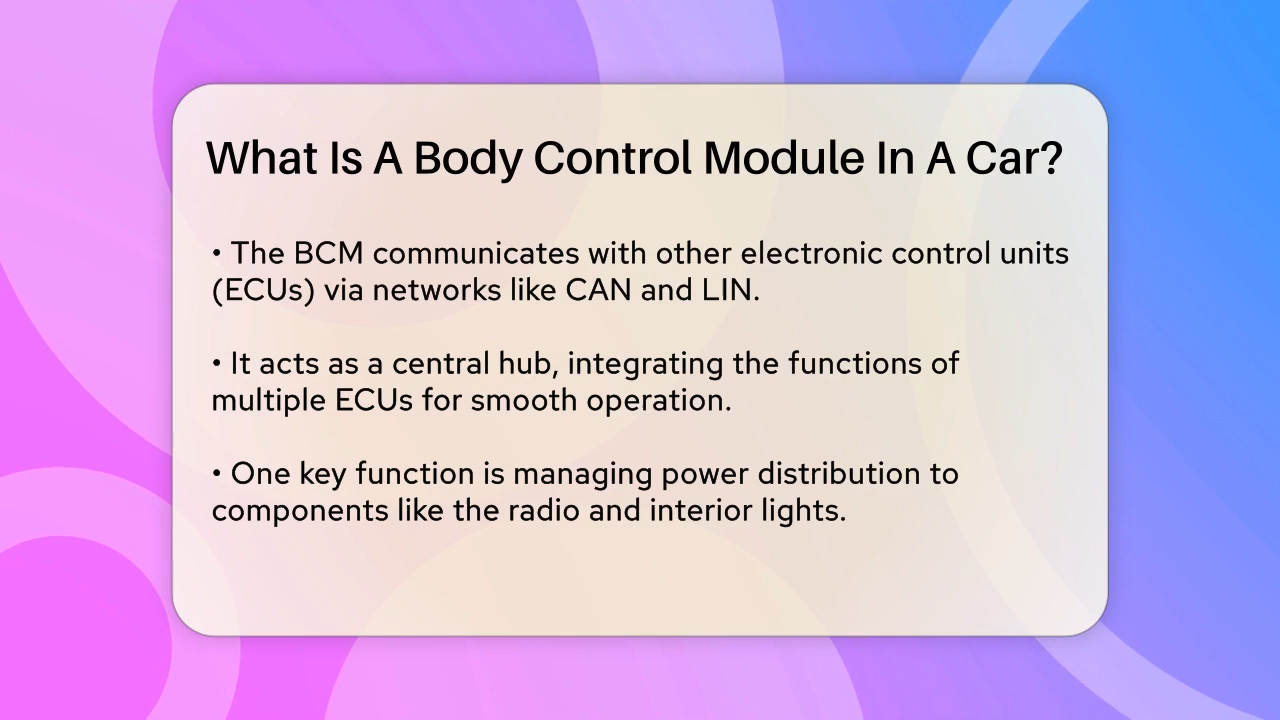 What Is A Body Control Module In A Car?
• The BCM communicates with other electronic control units
(ECUs) via networks like CAN and LIN.
• It acts as a central hub, integrating the functions of
multiple ECUs for smooth operation.
• One key function is managing power distribution to
components like the radio and interior lights.